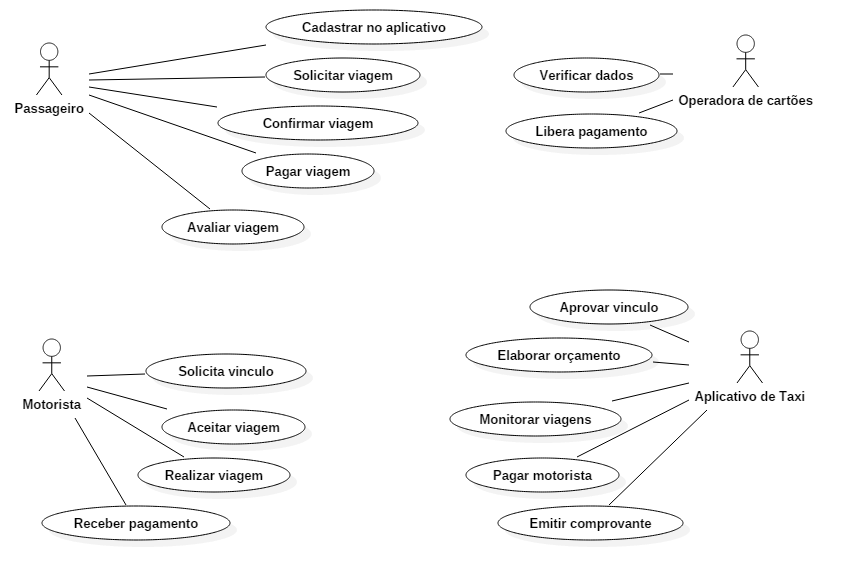 Cadastrar no aplicativo
Solicitar viagem
Passageiro
Confirmar viagem
Pagar viagem
Avaliar viagem
Verificar dados
Operadora de cartões
Libera pagamento
Solicita vinculo
Motorista
Aceitar viagem
Realizar viagem
Receber pagamento
Aprovar vinculo
Elaborar orçamento
Aplicativo de Taxi
Monitorar viagens
Pagar motorista
Emitir comprovante